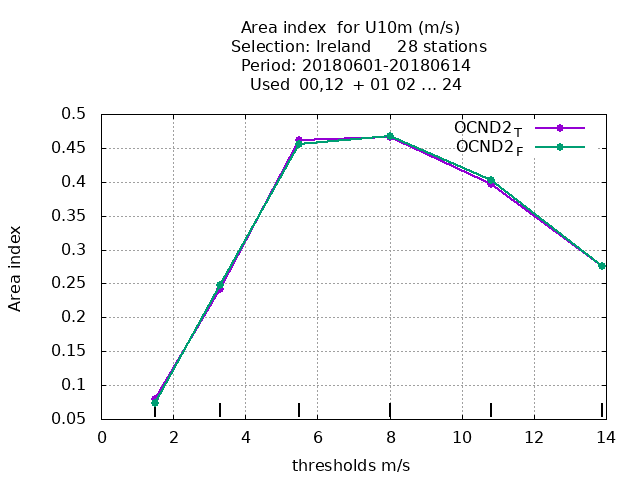 Area index  for U10m (m/s)
Selection: Ireland     28 stations
Period: 20180601-20180614
Used  00,12  + 01 02 ... 24
OCND2T
OCND2F
0.5
0.45
0.4
0.35
0.3
0.25
0.2
0.15
0.1
0.05
Area index
0 2 4 6 8 10 12 14
thresholds m/s